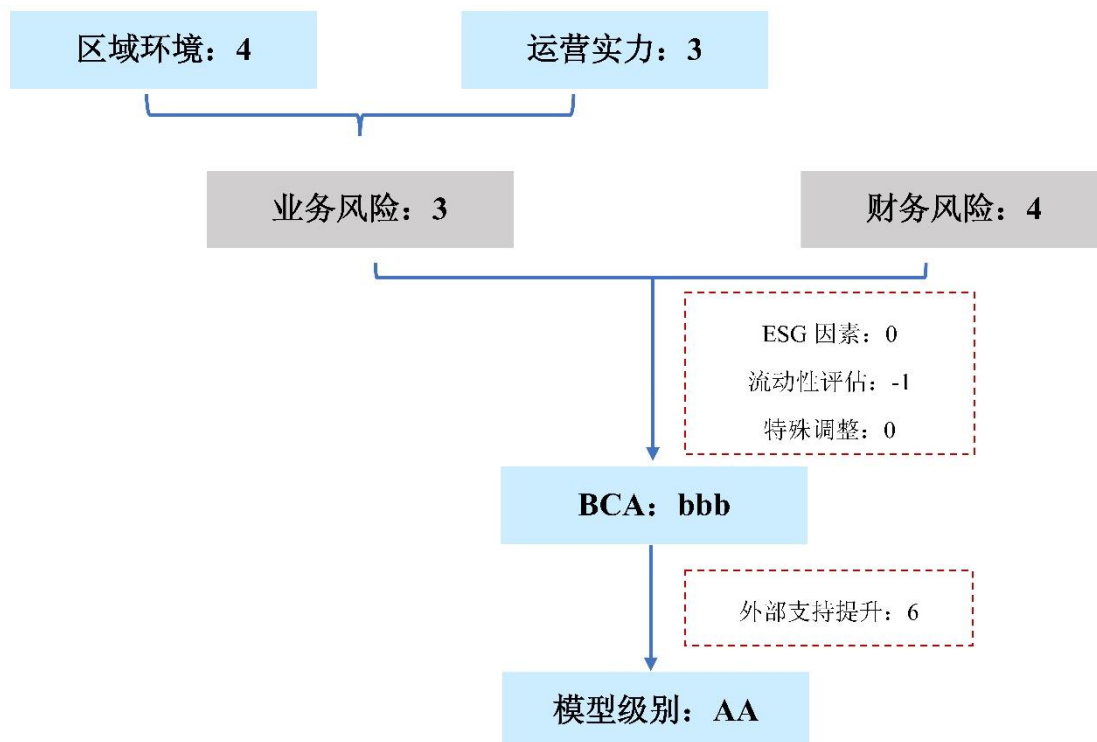 区域环境：4
运营实力：3
业务风险：3
财务风险：4
ESG 因素：0
流动性评估：-1
特殊调整：0
BCA：bbb
外部支持提升：6
模型级别：AA